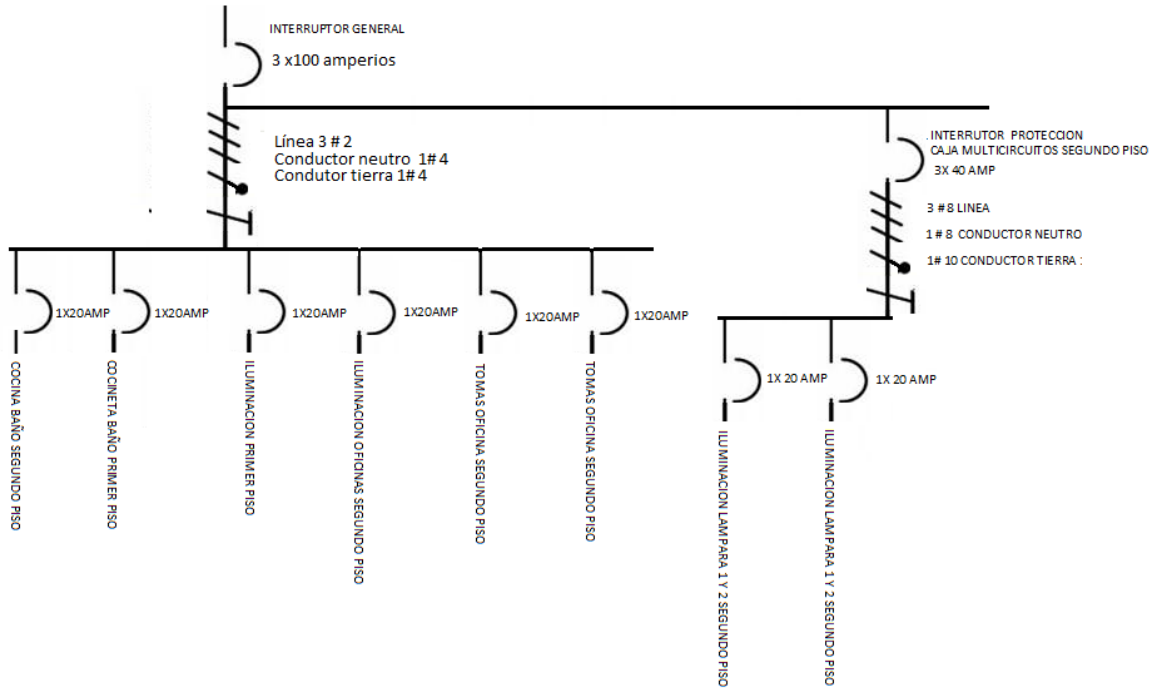 INTERRUPTOR GENERAL
3 x100 amperios
Línea 3 # 2
Conductor neutro 1# 4
Condutor tierra 1# 4
. INTERRUTOR PROTECCION
CAJA MULTICIRCUITOS SEGUNDO PISO
3X 40 AMP
3 #8 LINEA
1 # 8 CONDUCTOR NEUTRO
1# 10 CONDUCTOR TIERRA :
1X20AMP
1X20AMP
1X20AMP
1X20AMP
1X20AMP
1X20AMP
1X 20 AMP
1X 20 AMP
COCINA BAÑO SEGUNDO PISO
COCINETA BAÑO PRIMER PISO
ILUMINACION PRIMER PISO
ILUMINACION OFICINAS SEGUNDO PISO
TOMAS OFICINA SEGUNDO PISO
TOMAS OFICINA SEGUNDO PISO
ILUMINACION LAMPARA 1 Y 2 SEGUNDO PISO
ILUMINACION LAMPARA 1 Y 2 SEGUNDO PISO